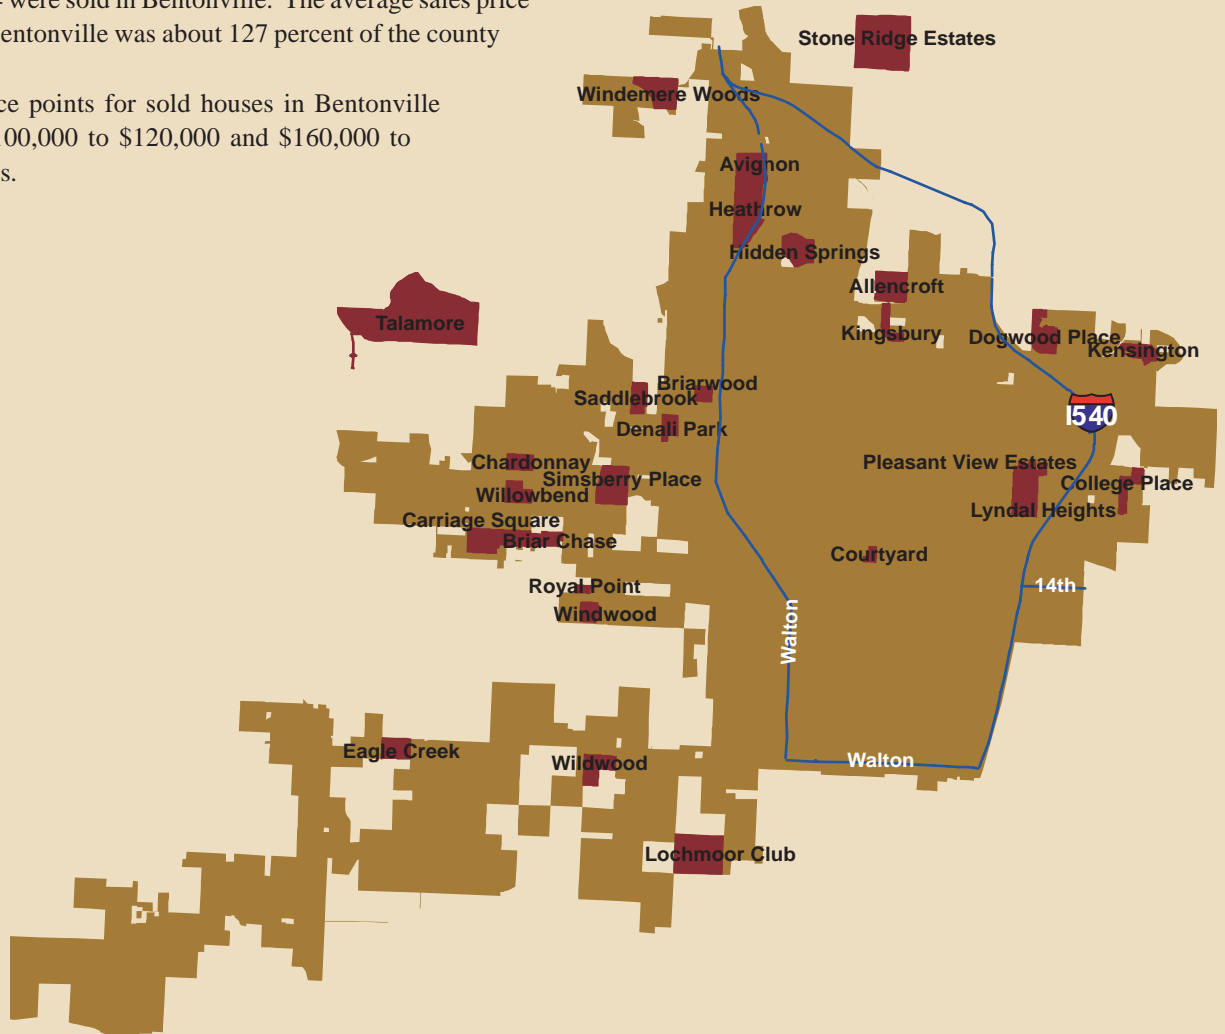 were sold in Bentonville. The average sales price
entonville was about 127 percent of the county
ce points for sold houses in Bentonville
00,000 to $120,000 and $160,000 to
s.
Stone Ridge Estates
Windemere Woods
Avignon
Heathrow
Hidden Springs
Allencroft
Talamore
Kingsbury
Dogwood Place
Kensington
Briarwood
Saddlebrook
I540
Denali Park
Chardonnay
Pleasant View Estates
Simsberry Place
College Place
Willowbend
Lyndal Heights
Carriage Square
Briar Chase
Courtyard
Royal Point
14th
Windwood
Walton
Eagle Creek
Wildwood
Walton
Lochmoor Club